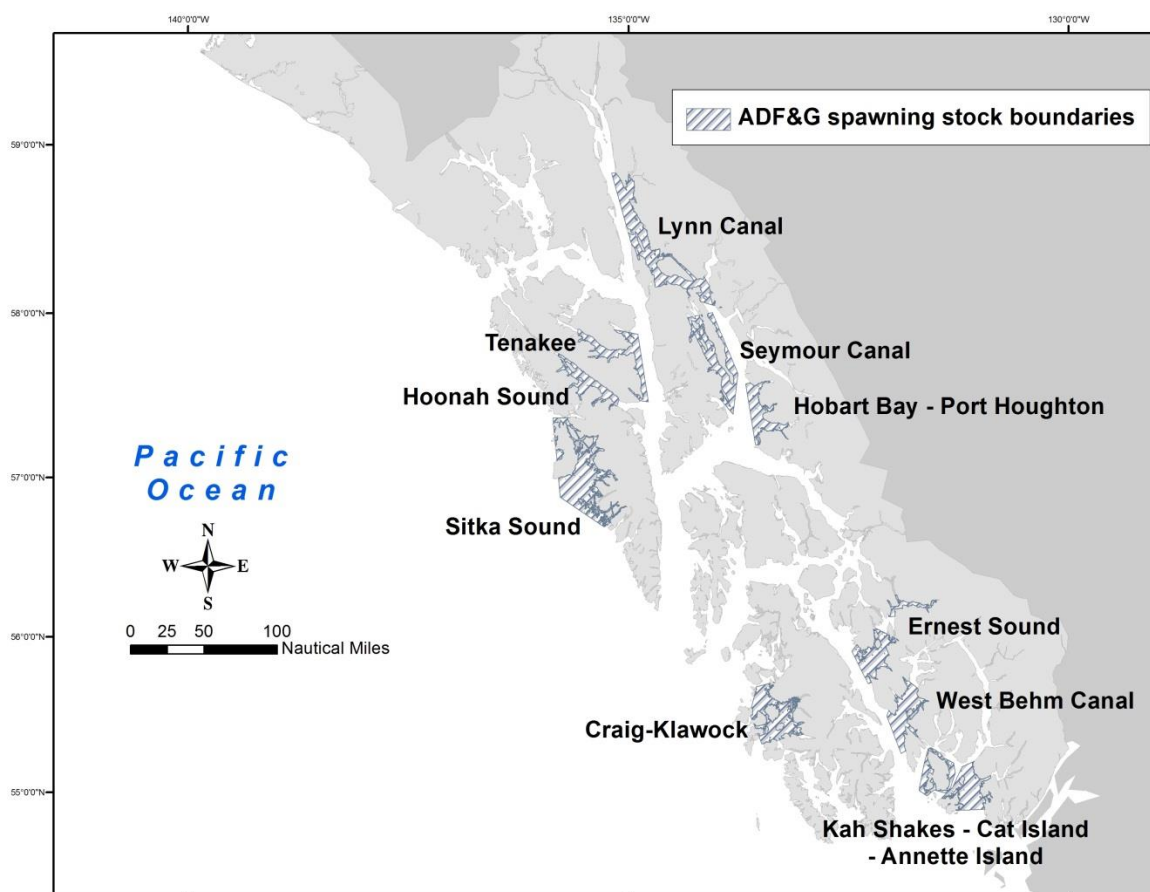 140°0'0"W
135°0'0"W
130°0'0"W
ADF&G spawning stock boundaries
59°0'0"N
Lynn Canal
58°0'0"N
Tenakee
Seymour Canal
Hoonah Sound
Hobart Bay - Port Houghton
Pacific
Ocean
57°0'0"N
Sitka Sound
N
W E
S
0 25 50 100
Nautical Miles
56°0'0"N
Ernest Sound
West Behm Canal
Craig-Klawock
55°0'0"N
Kah Shakes - Cat Island
- Annette Island